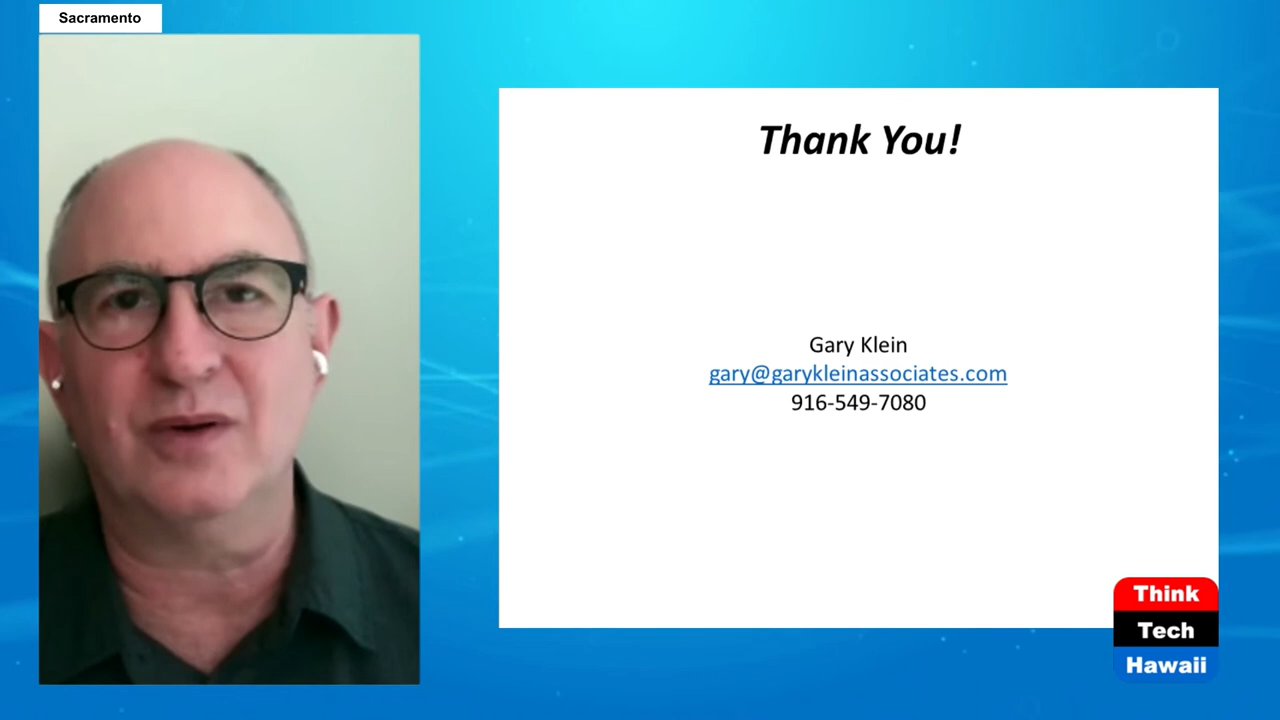 Sacramento
Thank You!
Gary Klein
gary@garykleinassociates.com
916-549-7080
Think
Tech
Hawaii